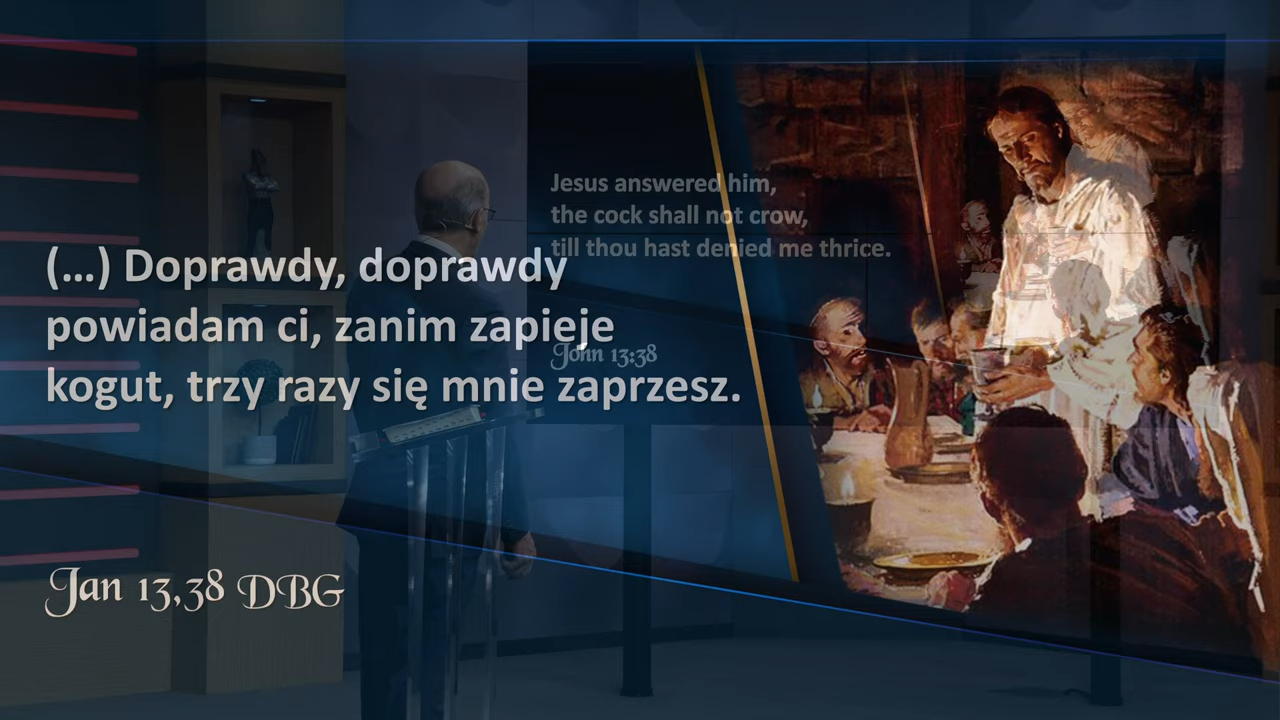 Jesus answered him,
the cock shall not crow,
till thou hast denied me thrice.
John 13:38
(...) Doprawdy, doprawdy
powiadam ci, zanim zapieje
kogut, trzy razy się mnie zaprzesz.
Jan 13,38 DBG